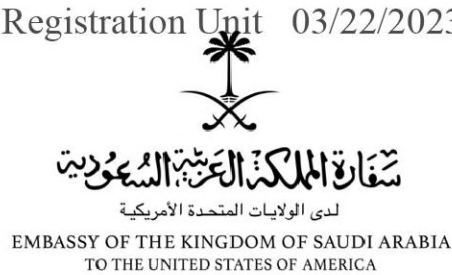 Registration Unit 03/22/2023
سفارة المملكة العربية السعودية
لدى الولايات المتحدة الأمريكية
EMBASSY OF THE KINGDOM OF SAUDI ARABIA
TO THE UNITED STATES OF AMERICA